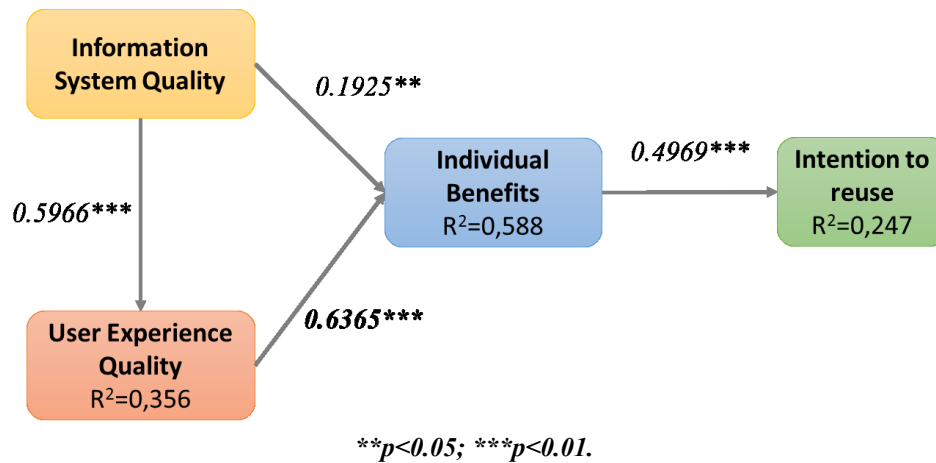 Information
System Quality
0.1925**
Individual
Benefits
R²=0,588
0.4969***
Intention to
reuse
R²=0,247
0.5966***
User Experience
Quality
R²=0,356
0.6365***
**p<0.05; ***p<0.01.